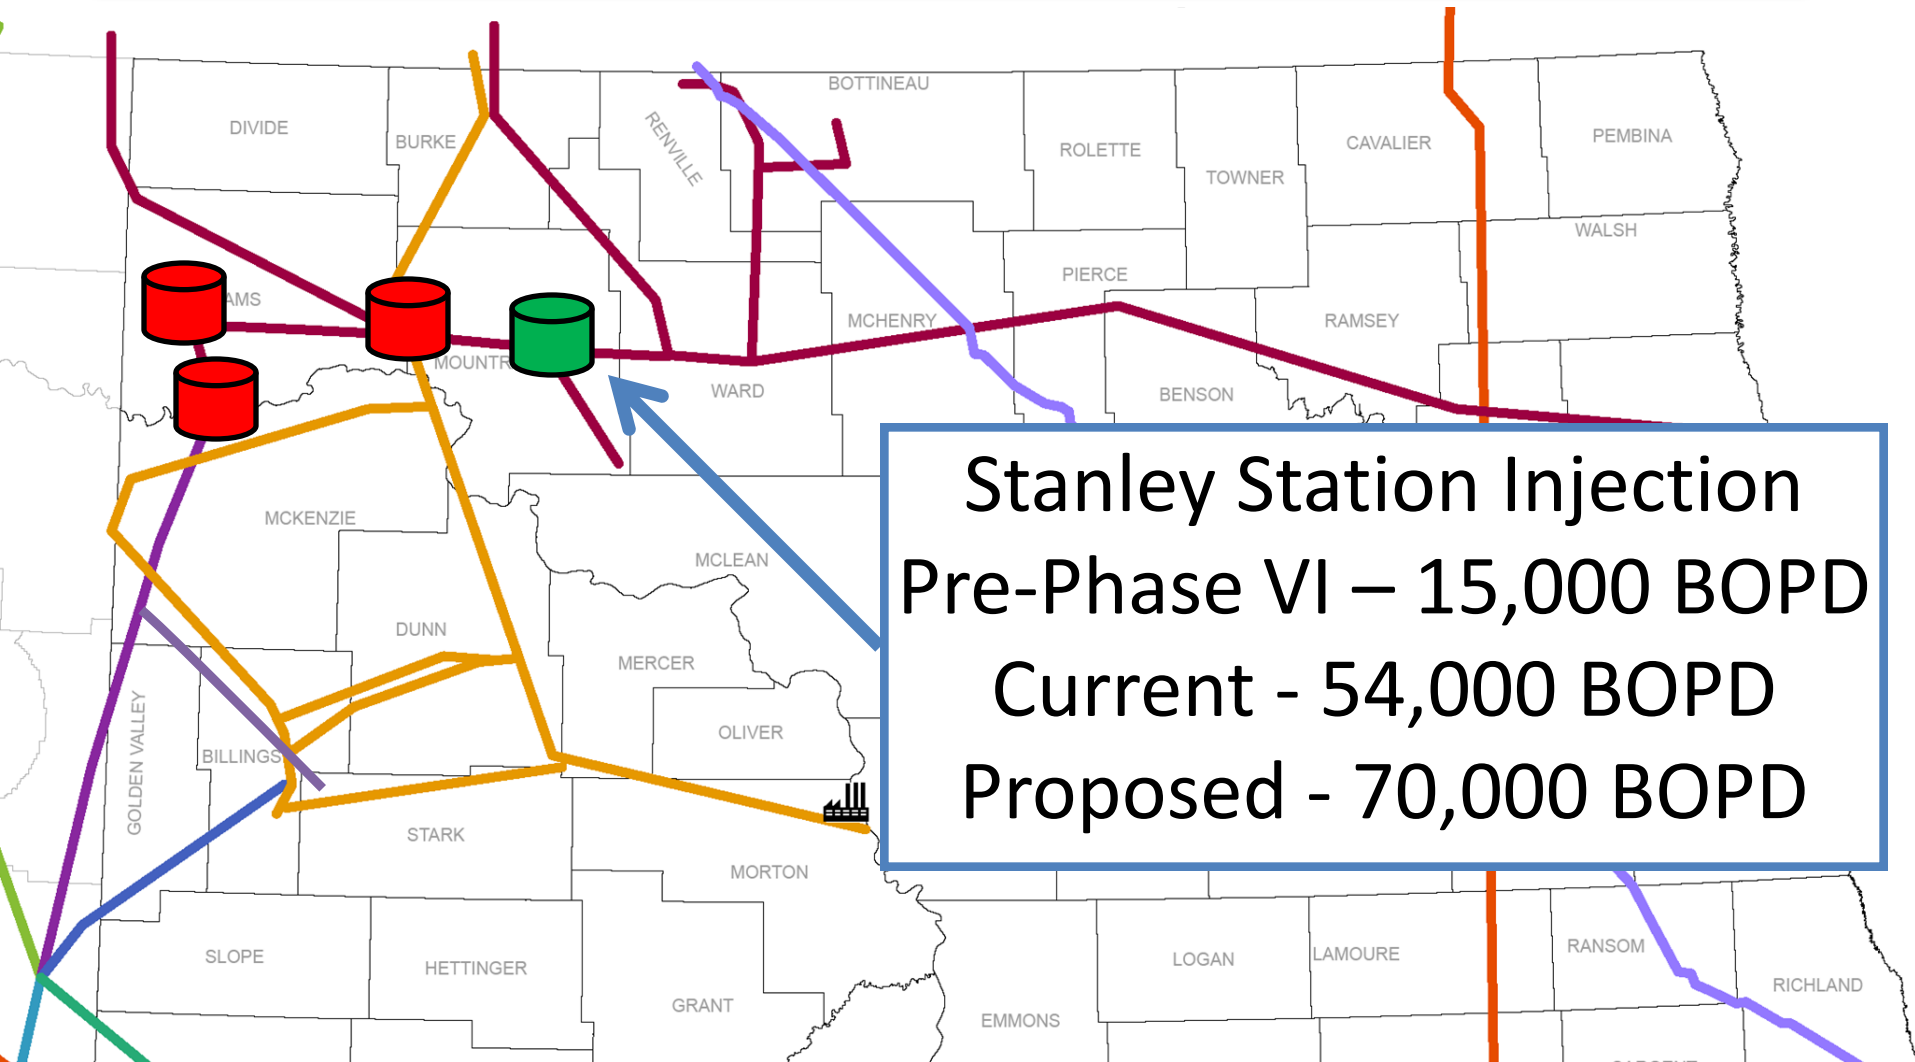 BOTTINEAU
DIVIDE
BURKE
RENVILLE
ROLETTE
CAVALIER
PEMBINA
TOWNER
WALSH
PIERCE
AMS
MCHENRY
RAMSEY
MOUNTR
WARD
BENSON
Stanley Station Injection
Pre-Phase VI – 15,000 BOPD
Current - 54,000 BOPD
Proposed - 70,000 BOPD
MCKENZIE
MCLEAN
DUNN
MERCER
GOLDEN VALLEY
BILLINGS
OLIVER
STARK
MORTON
SLOPE
HETTINGER
LOGAN
LAMOURE
RANSOM
RICHLAND
GRANT
EMMONS